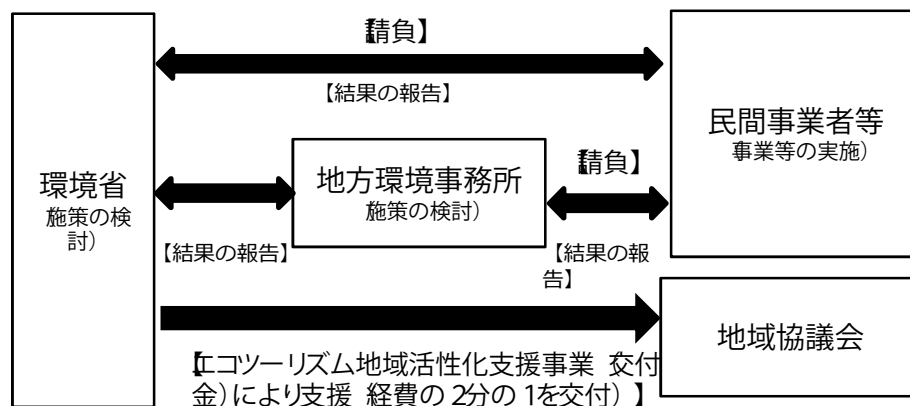 【請負】
【結果の報告】
民間事業者等
事業等の実施）
環境省
施策の検
討）
地方環境事務所
施策の検討）
【請負】
【結果の報告】
【結果の報
告】
地域協議会
【エコツーリズム地域活性化支援事業 交付
金）により支援 経費の 2分の 1を交付）】